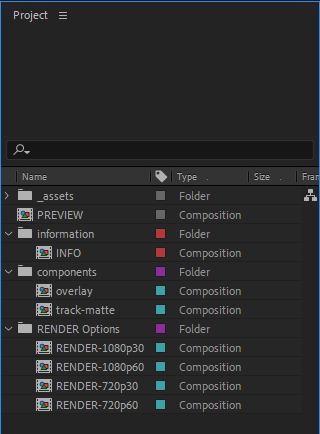 Project
Name Type Size Fran
_assets Folder
PREVIEW Composition
information Folder
INFO Composition
components Folder
overlay Composition
track-matte Composition
RENDER Options Folder
RENDER-1080p30 Composition
RENDER-1080p60 Composition
RENDER-720p30 Composition
RENDER-720p60 Composition